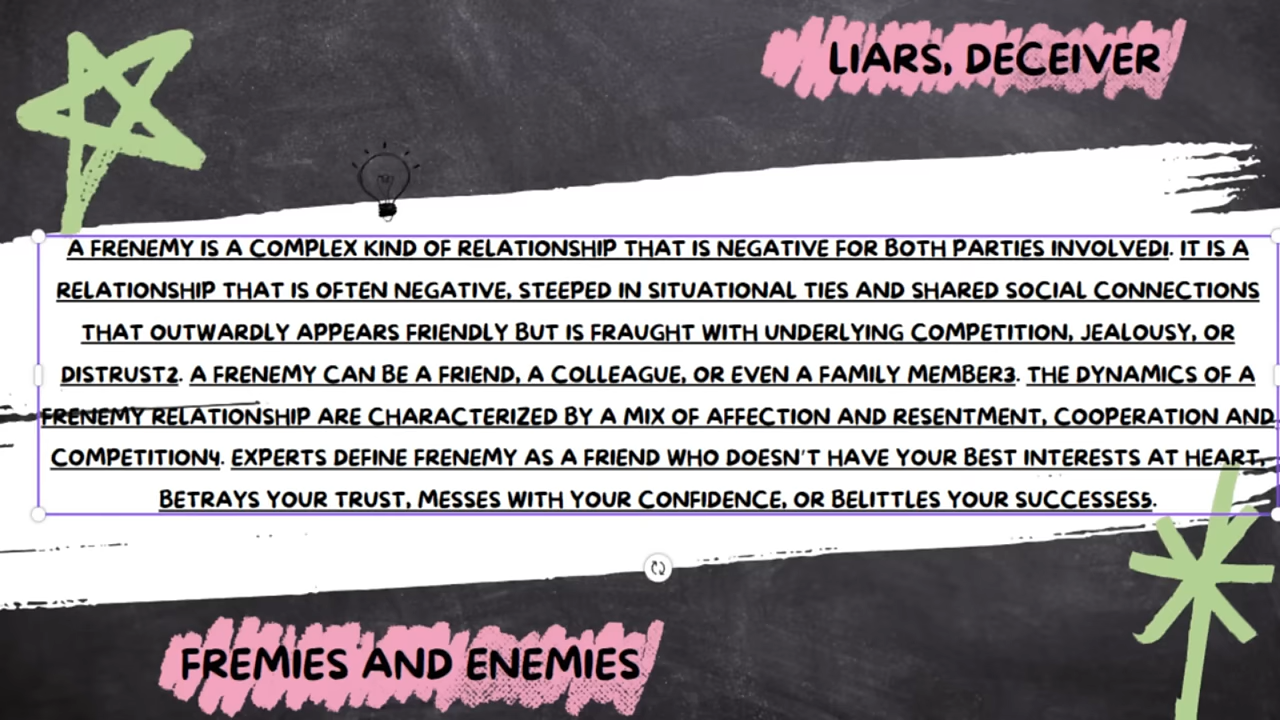 LIARS, DECEIVER
A FRENEMY IS A COMPLEX KIND OF RELATIONSHIP THAT IS NEGATIVE FOR BOTH PARTIES INVOLVED1. IT IS A
RELATIONSHIP THAT IS OFTEN NEGATIVE, STEEPED IN SITUATIONAL TIES AND SHARED SOCIAL CONNECTIONS
THAT OUTWARDLY APPEARS FRIENDLY BUT IS FRAUGHT WITH UNDERLYING COMPETITION, JEALOUSY, OR
DISTRUST2. A FRENEMY CAN BE A FRIEND, A COLLEAGUE, OR EVEN A FAMILY MEMBER3. THE DYNAMICS OF A
FRENEMY RELATIONSHIP ARE CHARACTERIZED BY A MIX OF AFFECTION AND RESENTMENT, COOPERATION AND
COMPETITION4. EXPERTS DEFINE FRENEMY AS A FRIEND WHO DOESN'T HAVE YOUR BEST INTERESTS AT HEART,
BETRAYS YOUR TRUST, MESSES WITH YOUR CONFIDENCE, OR BELITTLES YOUR SUCCESSES5.
FREMIES AND ENEMIES